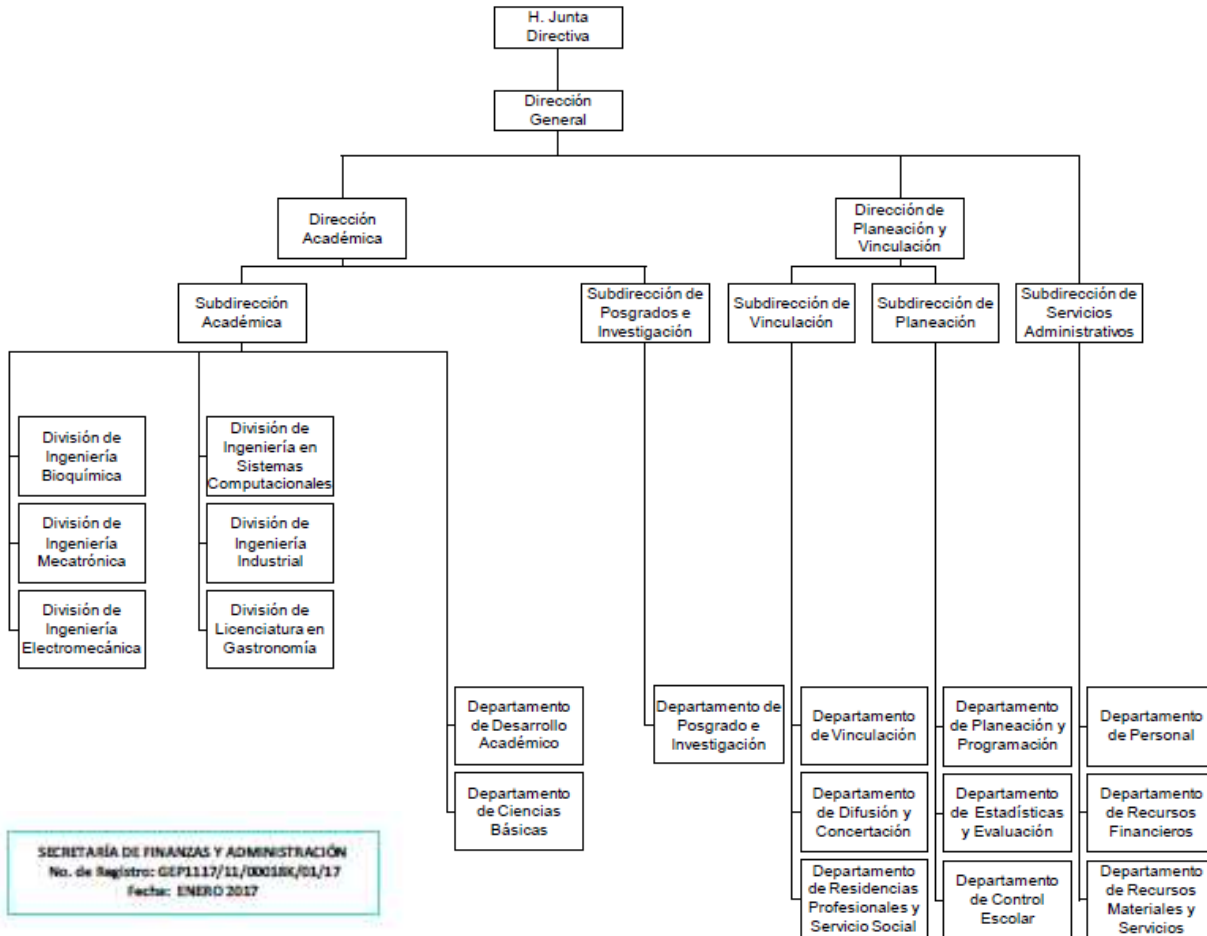 H. Junta
Directiva
Dirección
General
Dirección
Académica
Dirección de
Planeación y
Vinculación
Subdirección
Académica
Subdirección de
Posgrados e
Investigación
Subdirección de
Vinculación
Subdirección de
Planeación
Subdirección de
Servicios
Administrativos
División de
Ingeniería
Bioquímica
División de
Ingeniería en
Sistemas
Computacionales
División de
Ingeniería
Mecatrónica
División de
Ingeniería
Industrial
División de
Ingeniería
Electromecánica
División de
Licenciatura en
Gastronomía
Departamento
de Desarrollo
Académico
Departamento de
Posgrado e
Investigación
Departamento
de Vinculación
Departamento
de Planeación y
Programación
Departamento
de Personal
Departamento
de Ciencias
Básicas
Departamento
de Difusión y
Concertación
Departamento
de Estadísticas
y Evaluación
Departamento
de Recursos
Financieros
Departamento
de Residencias
Profesionales y
Servicio Social
Departamento
de Control
Escolar
Departamento
de Recursos
Materiales y
Servicios
SECRETARÍA DE FINANZAS Y ADMINISTRACIÓN
No. de Registro: GEP1117/11/00018K/01/17
Fecha: ENERO 2017